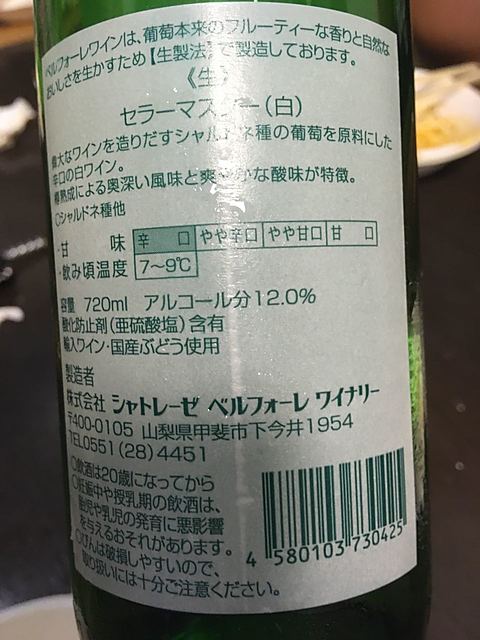 ベルフォーレワインは、葡萄本来のフルーティーな香りと自然な
おいしさを生かすため【生製法】で製造しております。
《生》
セラーマスター(白)
偉大なワインを造りだすシャルドネ種の葡萄を原料にした
辛口の白ワイン。
樽熟成による奥深い風味と爽やかな酸味が特徴。
○シャルドネ種他
・甘 味 辛 口 やや辛口 やや甘口 甘 口
・飲み頃温度 7~9℃
容量 720ml アルコール分12.0%
酸化防止剤(亜硫酸塩)含有
輸入ワイン・国産ぶどう使用
製造者
株式会社 シャトレーゼ ベルフォーレ ワイナリー
〒400-0105 山梨県甲斐市下今井1954
TEL0551(28)4451
○飲酒は20歳になってから
○妊娠中や授乳期の飲酒は、
胎児や乳児の発育に悪影響
を与えるおそれがあります。
○びんは破損しやすいので、
取り扱いには十分ご注意ください。
4 580103 730425